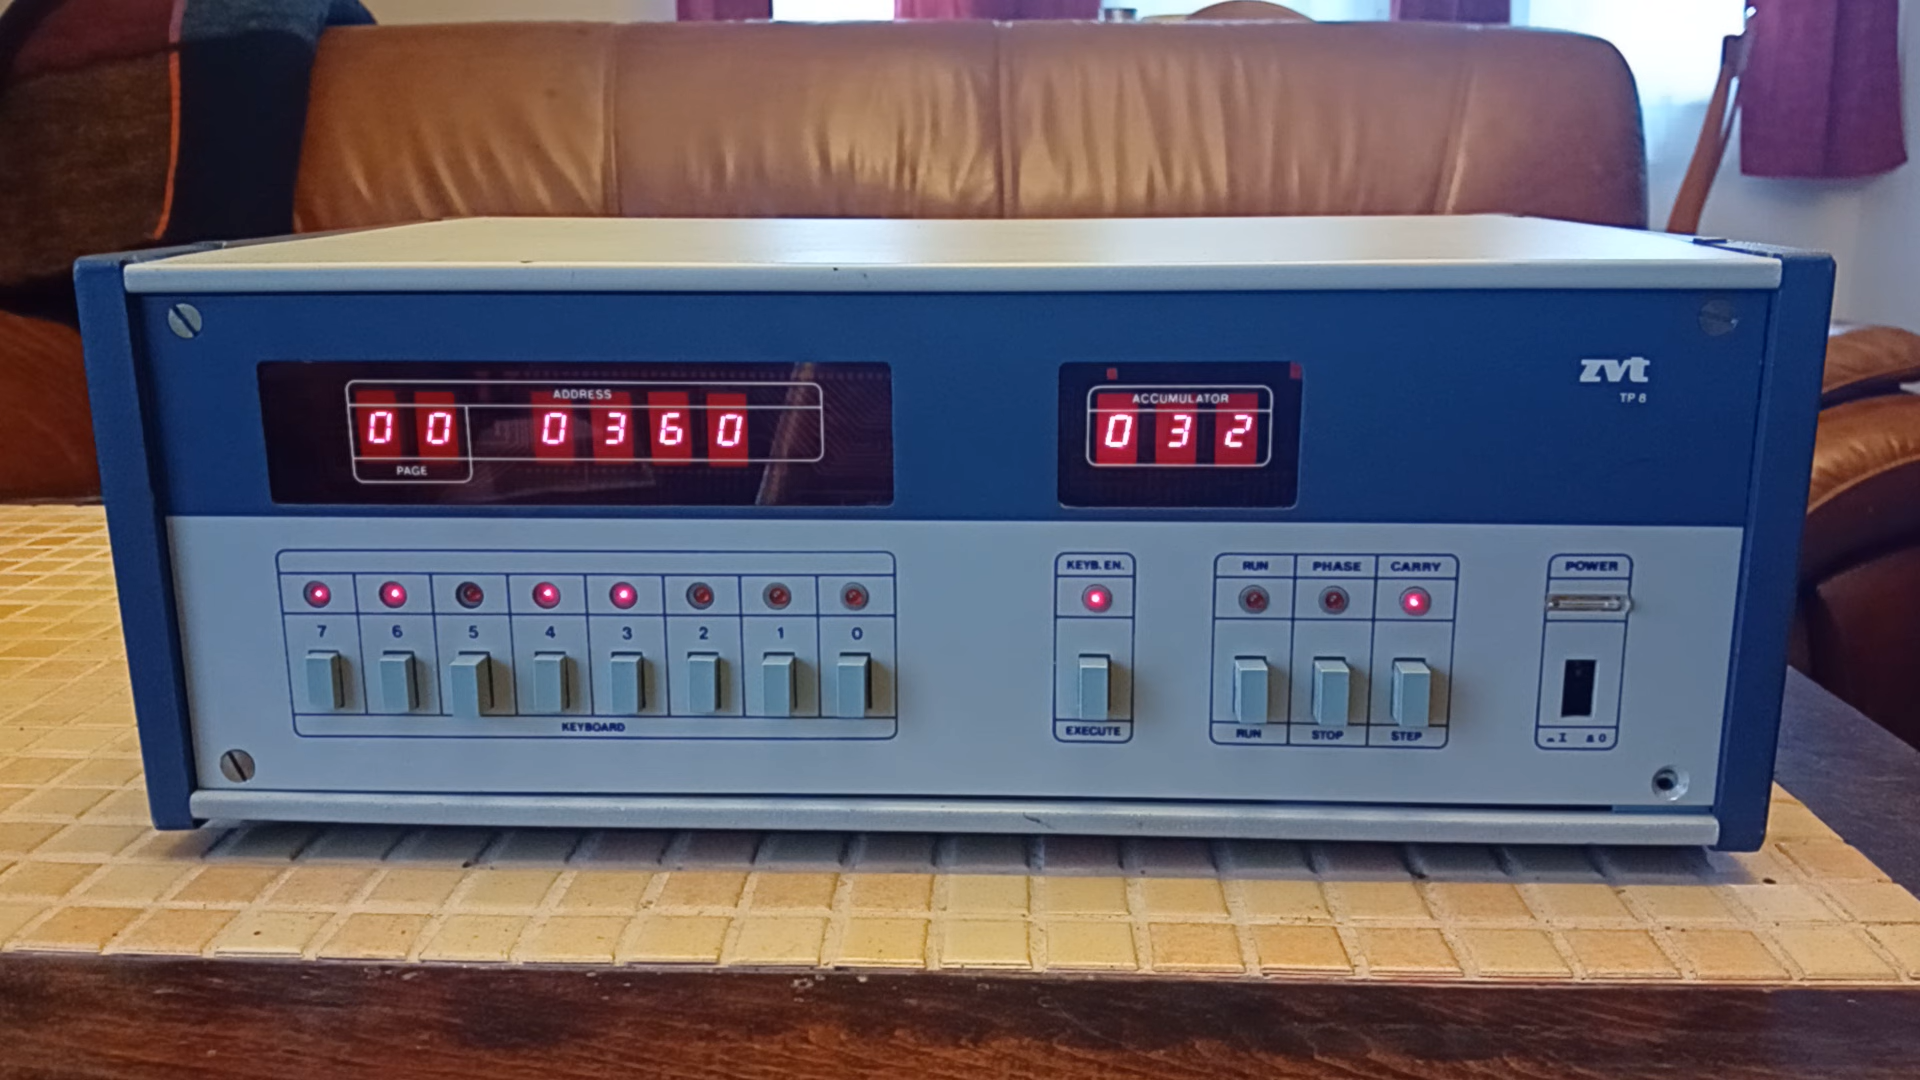 ADDRESS
00 0360
PAGE
ACCUMULATOR
032
zvt
TP 8
7 6 5 4 3 2 1 0
KEYBOARD
KEYB. EN.
EXECUTE
RUN PHASE CARRY
RUN STOP STEP
POWER
I 0